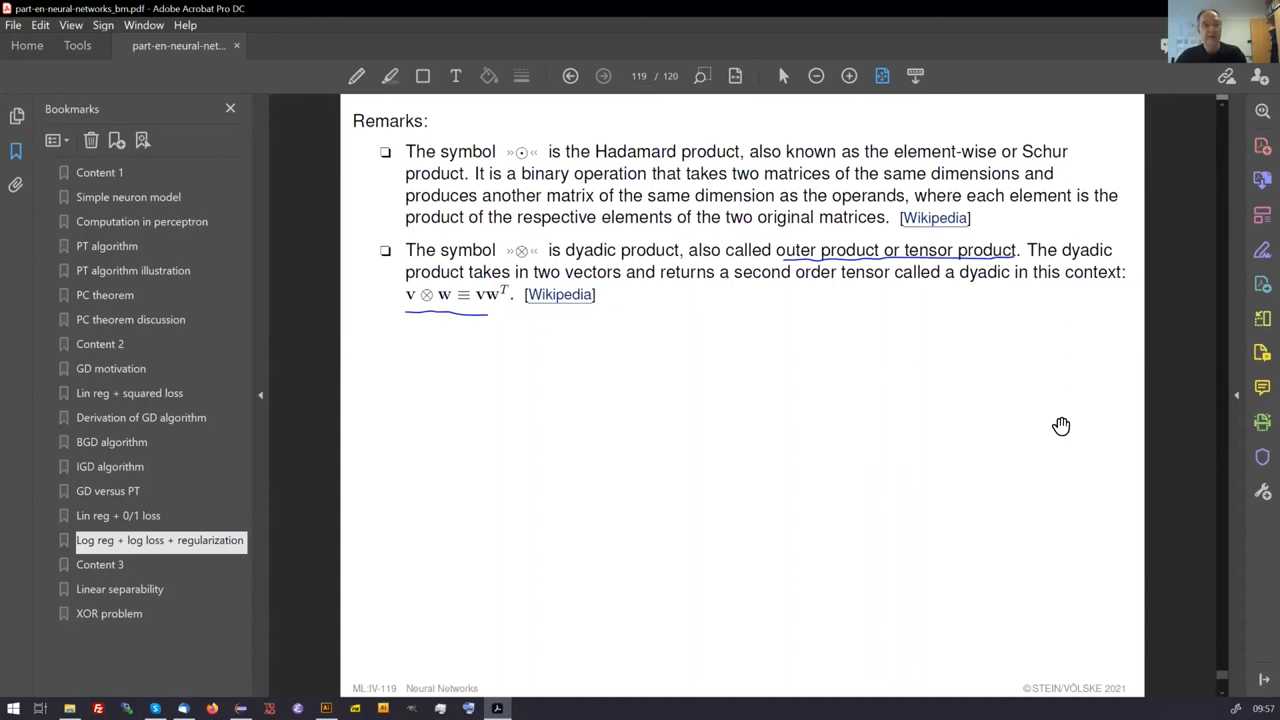 part-en-neural-networks_bm.pdf - Adobe Acrobat Pro DC
File Edit View Sign Window Help
Home Tools part-en-neural-net... ×
119 / 120
Bookmarks
Content 1
Simple neuron model
Computation in perceptron
PT algorithm
PT algorithm illustration
PC theorem
PC theorem discussion
Content 2
GD motivation
Lin reg + squared loss
Derivation of GD algorithm
BGD algorithm
IGD algorithm
GD versus PT
Lin reg + 0/1 loss
Log reg + log loss + regularization
Content 3
Linear separability
XOR problem
Remarks:
❑ The symbol »⊙« is the Hadamard product, also known as the element-wise or Schur
product. It is a binary operation that takes two matrices of the same dimensions and
produces another matrix of the same dimension as the operands, where each element is the
product of the respective elements of the two original matrices. [Wikipedia]
❑ The symbol »⊗« is dyadic product, also called outer product or tensor product. The dyadic
product takes in two vectors and returns a second order tensor called a dyadic in this context:
v ⊗ w ≡ vwᵀ. [Wikipedia]
ML:IV-119 Neural Networks ©STEIN/VÖLSKE 2021
09:57